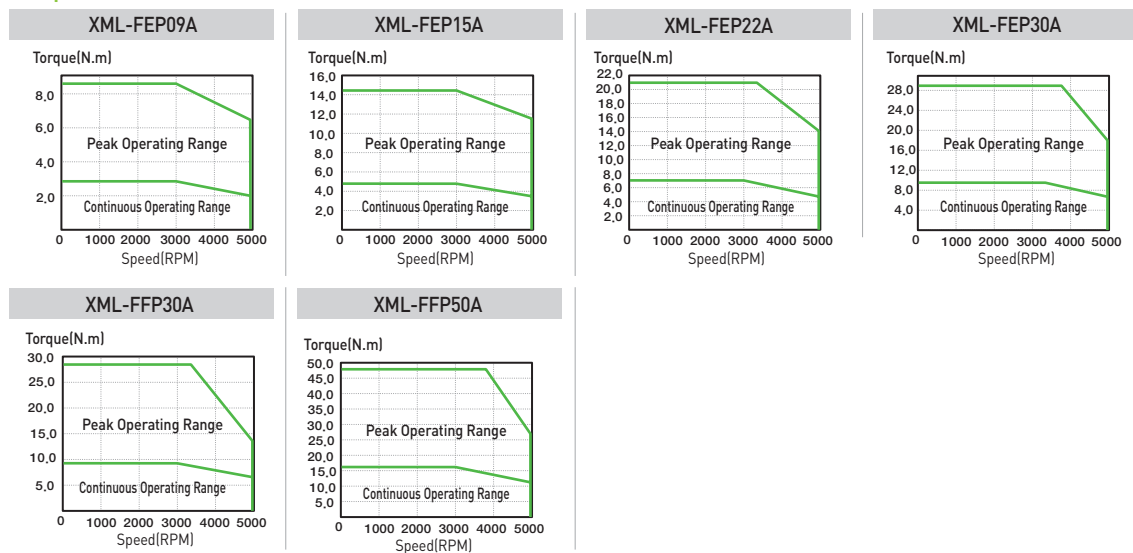 XML-FEP09A
Torque(N.m)
8.0
6.0
4.0
2.0
Peak Operating Range
Continuous Operating Range
0 1000 2000 3000 4000 5000
Speed(RPM)
XML-FEP15A
Torque(N.m)
16.0
14.0
12.0
10.0
8.0
6.0
4.0
2.0
Peak Operating Range
Continuous Operating Range
0 1000 2000 3000 4000 5000
Speed(RPM)
XML-FEP22A
Torque(N.m)
22.0
20.0
18.0
16.0
14.0
12.0
10.0
8.0
6.0
4.0
2.0
Peak Operating Range
Continuous Operating Range
0 1000 2000 3000 4000 5000
Speed(RPM)
XML-FEP30A
Torque(N.m)
28.0
24.0
20.0
16.0
12.0
8.0
4.0
Peak Operating Range
Continuous Operating Range
0 1000 2000 3000 4000 5000
Speed(RPM)
XML-FFP30A
Torque(N.m)
30.0
25.0
20.0
15.0
10.0
5.0
Peak Operating Range
Continuous Operating Range
0 1000 2000 3000 4000 5000
Speed(RPM)
XML-FFP50A
Torque(N.m)
50.0
45.0
40.0
35.0
30.0
25.0
20.0
15.0
10.0
5.0
Peak Operating Range
Continuous Operating Range
0 1000 2000 3000 4000 5000
Speed(RPM)